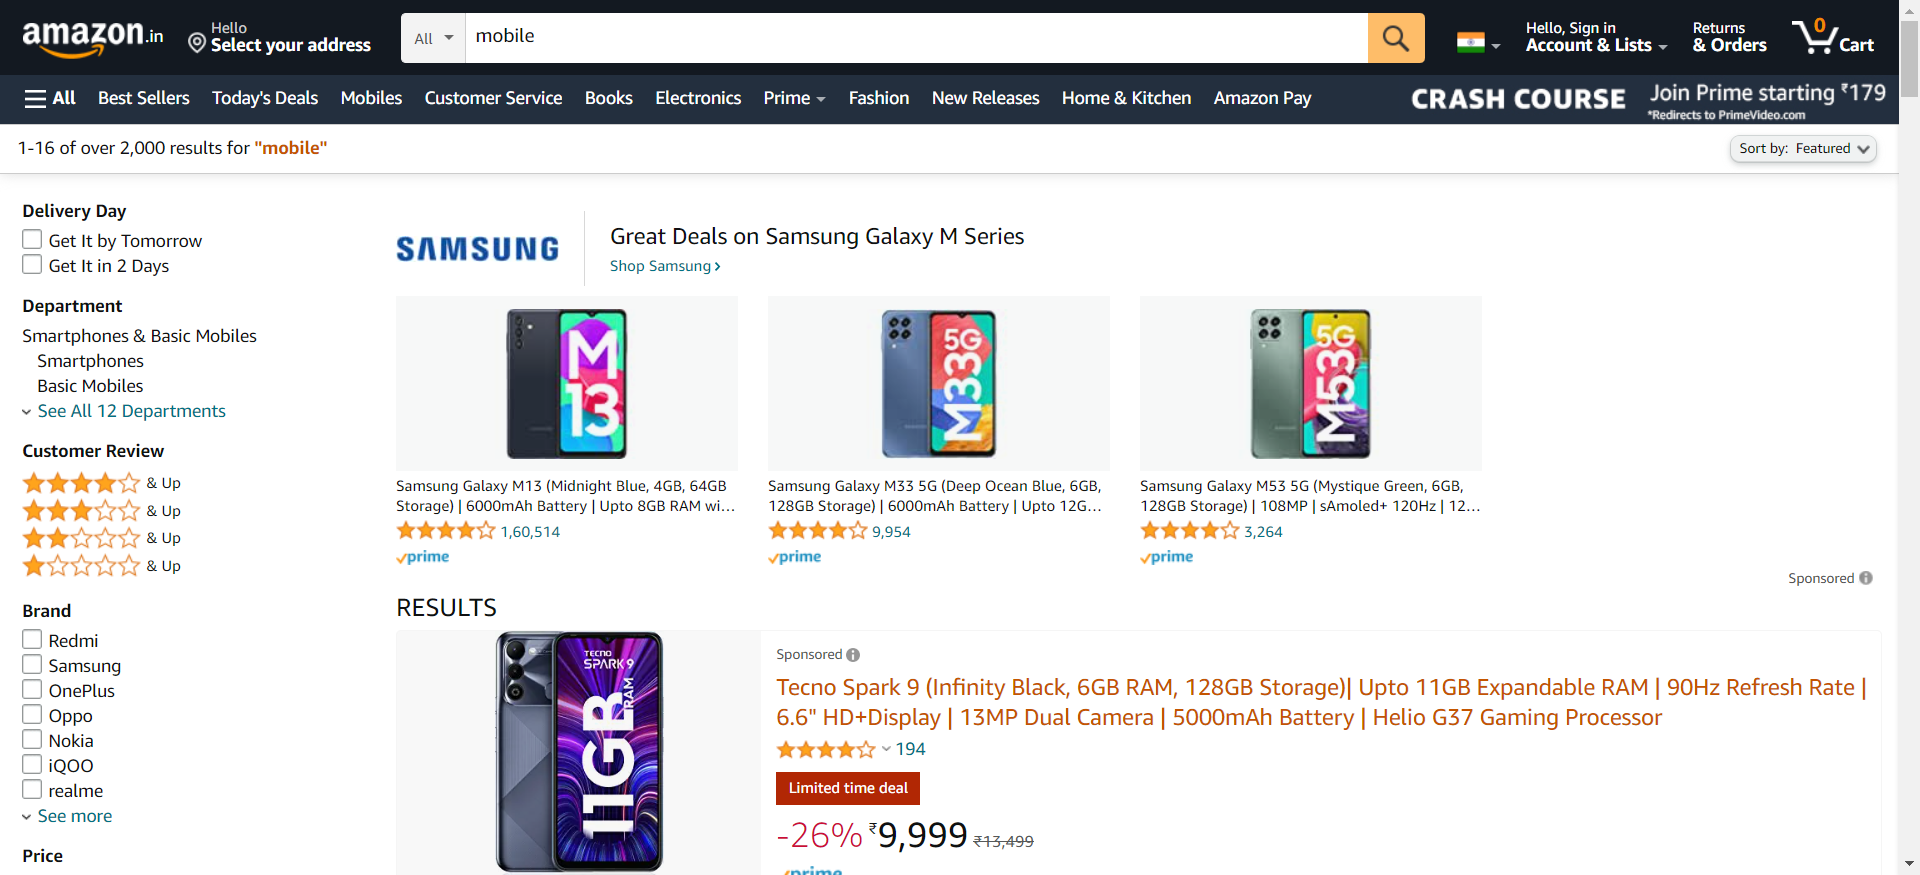 amazon.in
Hello
Select your address
All
mobile
Hello, Sign in
Account & Lists
Returns
& Orders
0
Cart
All
Best Sellers
Today's Deals
Mobiles
Customer Service
Books
Electronics
Prime
Fashion
New Releases
Home & Kitchen
Amazon Pay
CRASH COURSE
Join Prime starting ₹179
*Redirects to PrimeVideo.com
1-16 of over 2,000 results for "mobile"
Sort by: Featured
Delivery Day
Get It by Tomorrow
Get It in 2 Days
Department
Smartphones & Basic Mobiles
Smartphones
Basic Mobiles
See All 12 Departments
Customer Review
& Up
& Up
& Up
& Up
Brand
Redmi
Samsung
OnePlus
Oppo
Nokia
iQOO
realme
See more
Price
SAMSUNG
Great Deals on Samsung Galaxy M Series
Shop Samsung
M
13
5G
M33
5G
M53
Samsung Galaxy M13 (Midnight Blue, 4GB, 64GB
Storage) | 6000mAh Battery | Upto 8GB RAM wi...
1,60,514
prime
Samsung Galaxy M33 5G (Deep Ocean Blue, 6GB,
128GB Storage) | 6000mAh Battery | Upto 12G...
9,954
prime
Samsung Galaxy M53 5G (Mystique Green, 6GB,
128GB Storage) | 108MP | sAmoled+ 120Hz | 12...
3,264
prime
Sponsored
RESULTS
TECNO
SPARK 9
11GB RAM
Sponsored
Tecno Spark 9 (Infinity Black, 6GB RAM, 128GB Storage)| Upto 11GB Expandable RAM | 90Hz Refresh Rate |
6.6" HD+Display | 13MP Dual Camera | 5000mAh Battery | Helio G37 Gaming Processor
194
Limited time deal
-26% ₹9,999 ₹13,499
prime